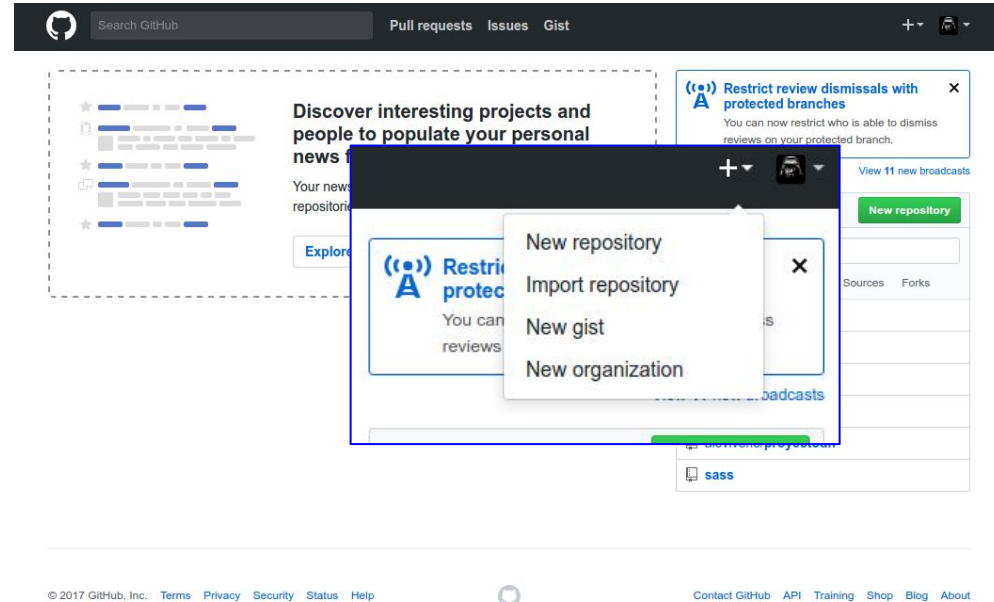 Search GitHub
Pull requests Issues Gist
Discover interesting projects and
people to populate your personal
news
Your news
Explore
Restrict review dismissals with
protected branches
You can now restrict who is able to dismiss
reviews on your protected branch.
View 11 new broadcasts
New repository
Sources Forks
New repository
Import repository
New gist
New organization
You can
reviews
sass
© 2017 GitHub, Inc. Terms Privacy Security Status Help
Contact GitHub API Training Shop Blog About